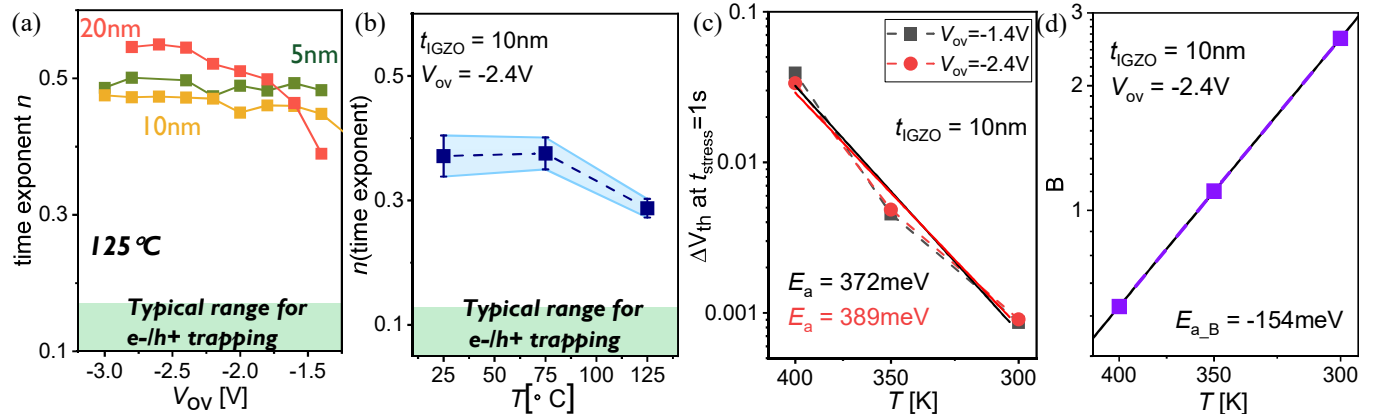 (a)
20nm
5nm
10nm
125°C
Typical range for
e-/h+ trapping
time exponent n
0.5
0.3
0.1
-3.0
-2.5
-2.0
-1.5
V_OV [V]
(b)
t_IGZO = 10nm
V_ov = -2.4V
Typical range for
e-/h+ trapping
n(time exponent)
0.5
0.3
0.1
25
50
75
100
125
T[° C]
(c)
V_ov=-1.4V
V_ov=-2.4V
t_IGZO = 10nm
E_a = 372meV
E_a = 389meV
ΔV_th at t_stress=1s
0.1
0.01
0.001
400
350
300
T [K]
(d)
t_IGZO = 10nm
V_ov = -2.4V
E_a_B = -154meV
B
3
2
1
400
350
300
T [K]